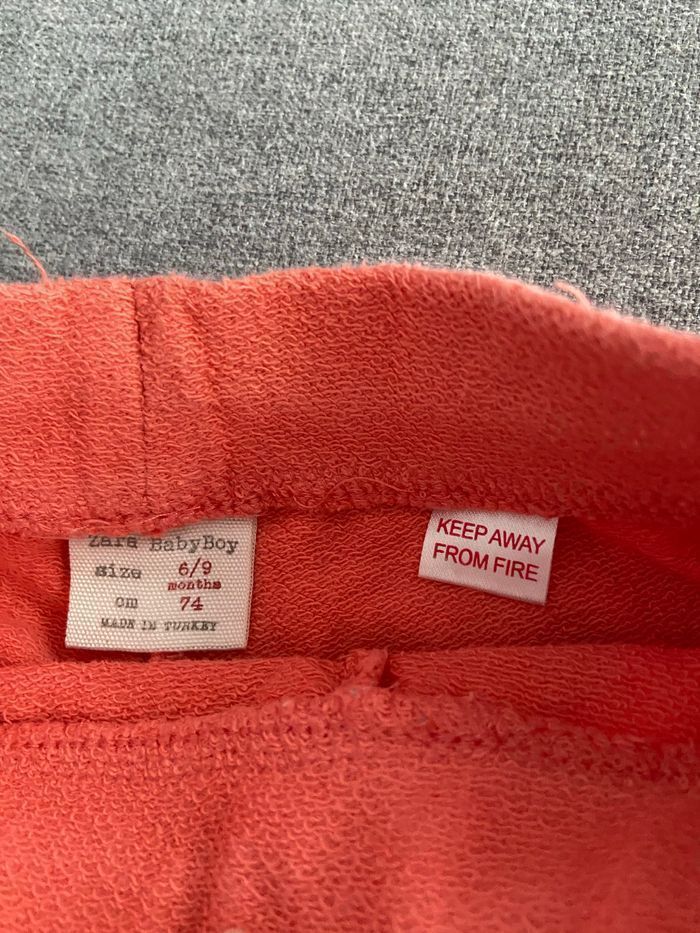 Zara BabyBoy
size 6/9
months
cm 74
MADE IN TURKEY
KEEP AWAY
FROM FIRE